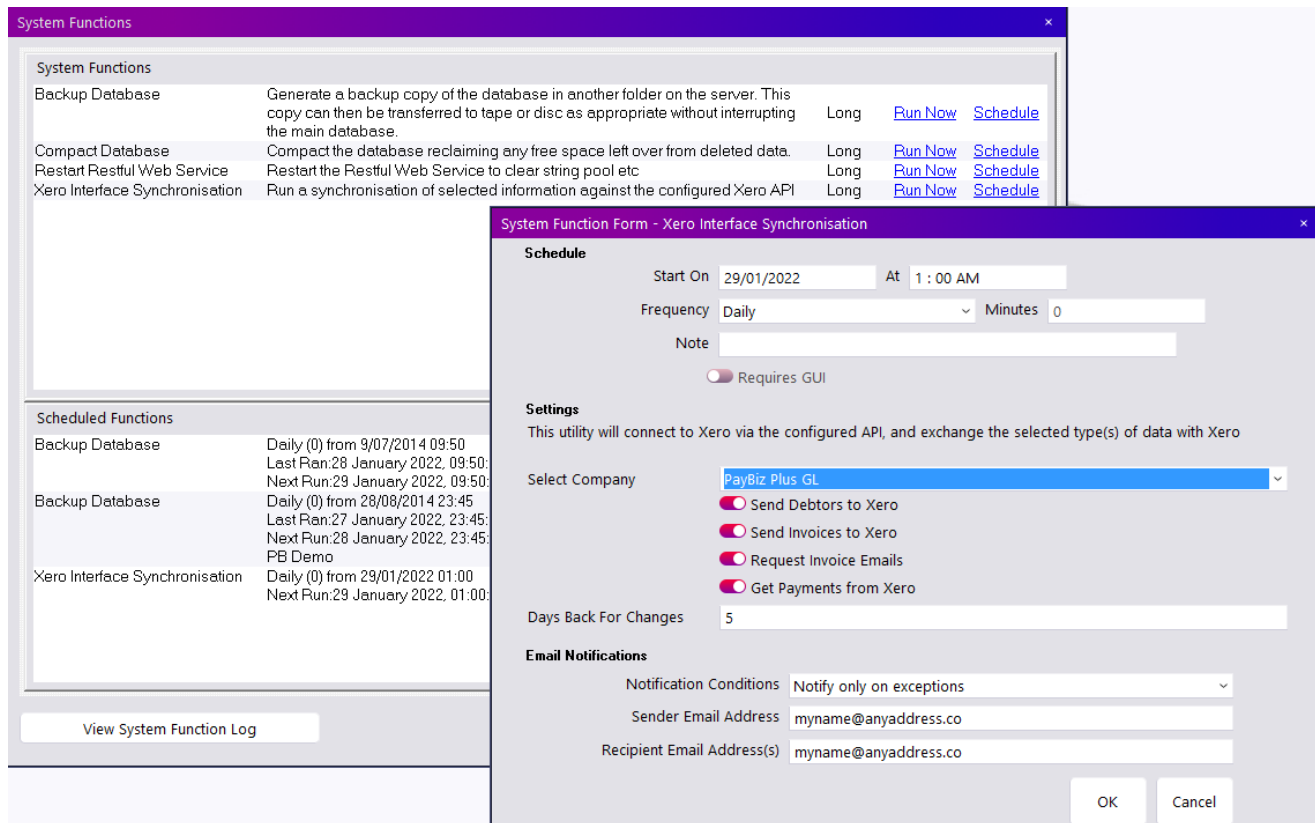 System Functions
×
System Functions
Backup Database
Generate a backup copy of the database in another folder on the server. This
copy can then be transferred to tape or disc as appropriate without interrupting
the main database.
Long Run Now Schedule
Compact Database Compact the database reclaiming any free space left over from deleted data. Long Run Now Schedule
Restart Restful Web Service Restart the Restful Web Service to clear string pool etc Long Run Now Schedule
Xero Interface Synchronisation Run a synchronisation of selected information against the configured Xero API Long Run Now Schedule
Scheduled Functions
Backup Database Daily (0) from 9/07/2014 09:50
Last Ran:28 January 2022, 09:50:
Next Run:29 January 2022, 09:50:
Backup Database Daily (0) from 28/08/2014 23:45
Last Ran:27 January 2022, 23:45:
Next Run:28 January 2022, 23:45:
PB Demo
Xero Interface Synchronisation Daily (0) from 29/01/2022 01:00
Next Run:29 January 2022, 01:00:
View System Function Log
System Function Form - Xero Interface Synchronisation
×
Schedule
Start On 29/01/2022 At 1 : 00 AM
Frequency Daily Minutes 0
Note
Requires GUI
Settings
This utility will connect to Xero via the configured API, and exchange the selected type(s) of data with Xero
Select Company PayBiz Plus GL
Send Debtors to Xero
Send Invoices to Xero
Request Invoice Emails
Get Payments from Xero
Days Back For Changes 5
Email Notifications
Notification Conditions Notify only on exceptions
Sender Email Address myname@anyaddress.co
Recipient Email Address(s) myname@anyaddress.co
OK Cancel